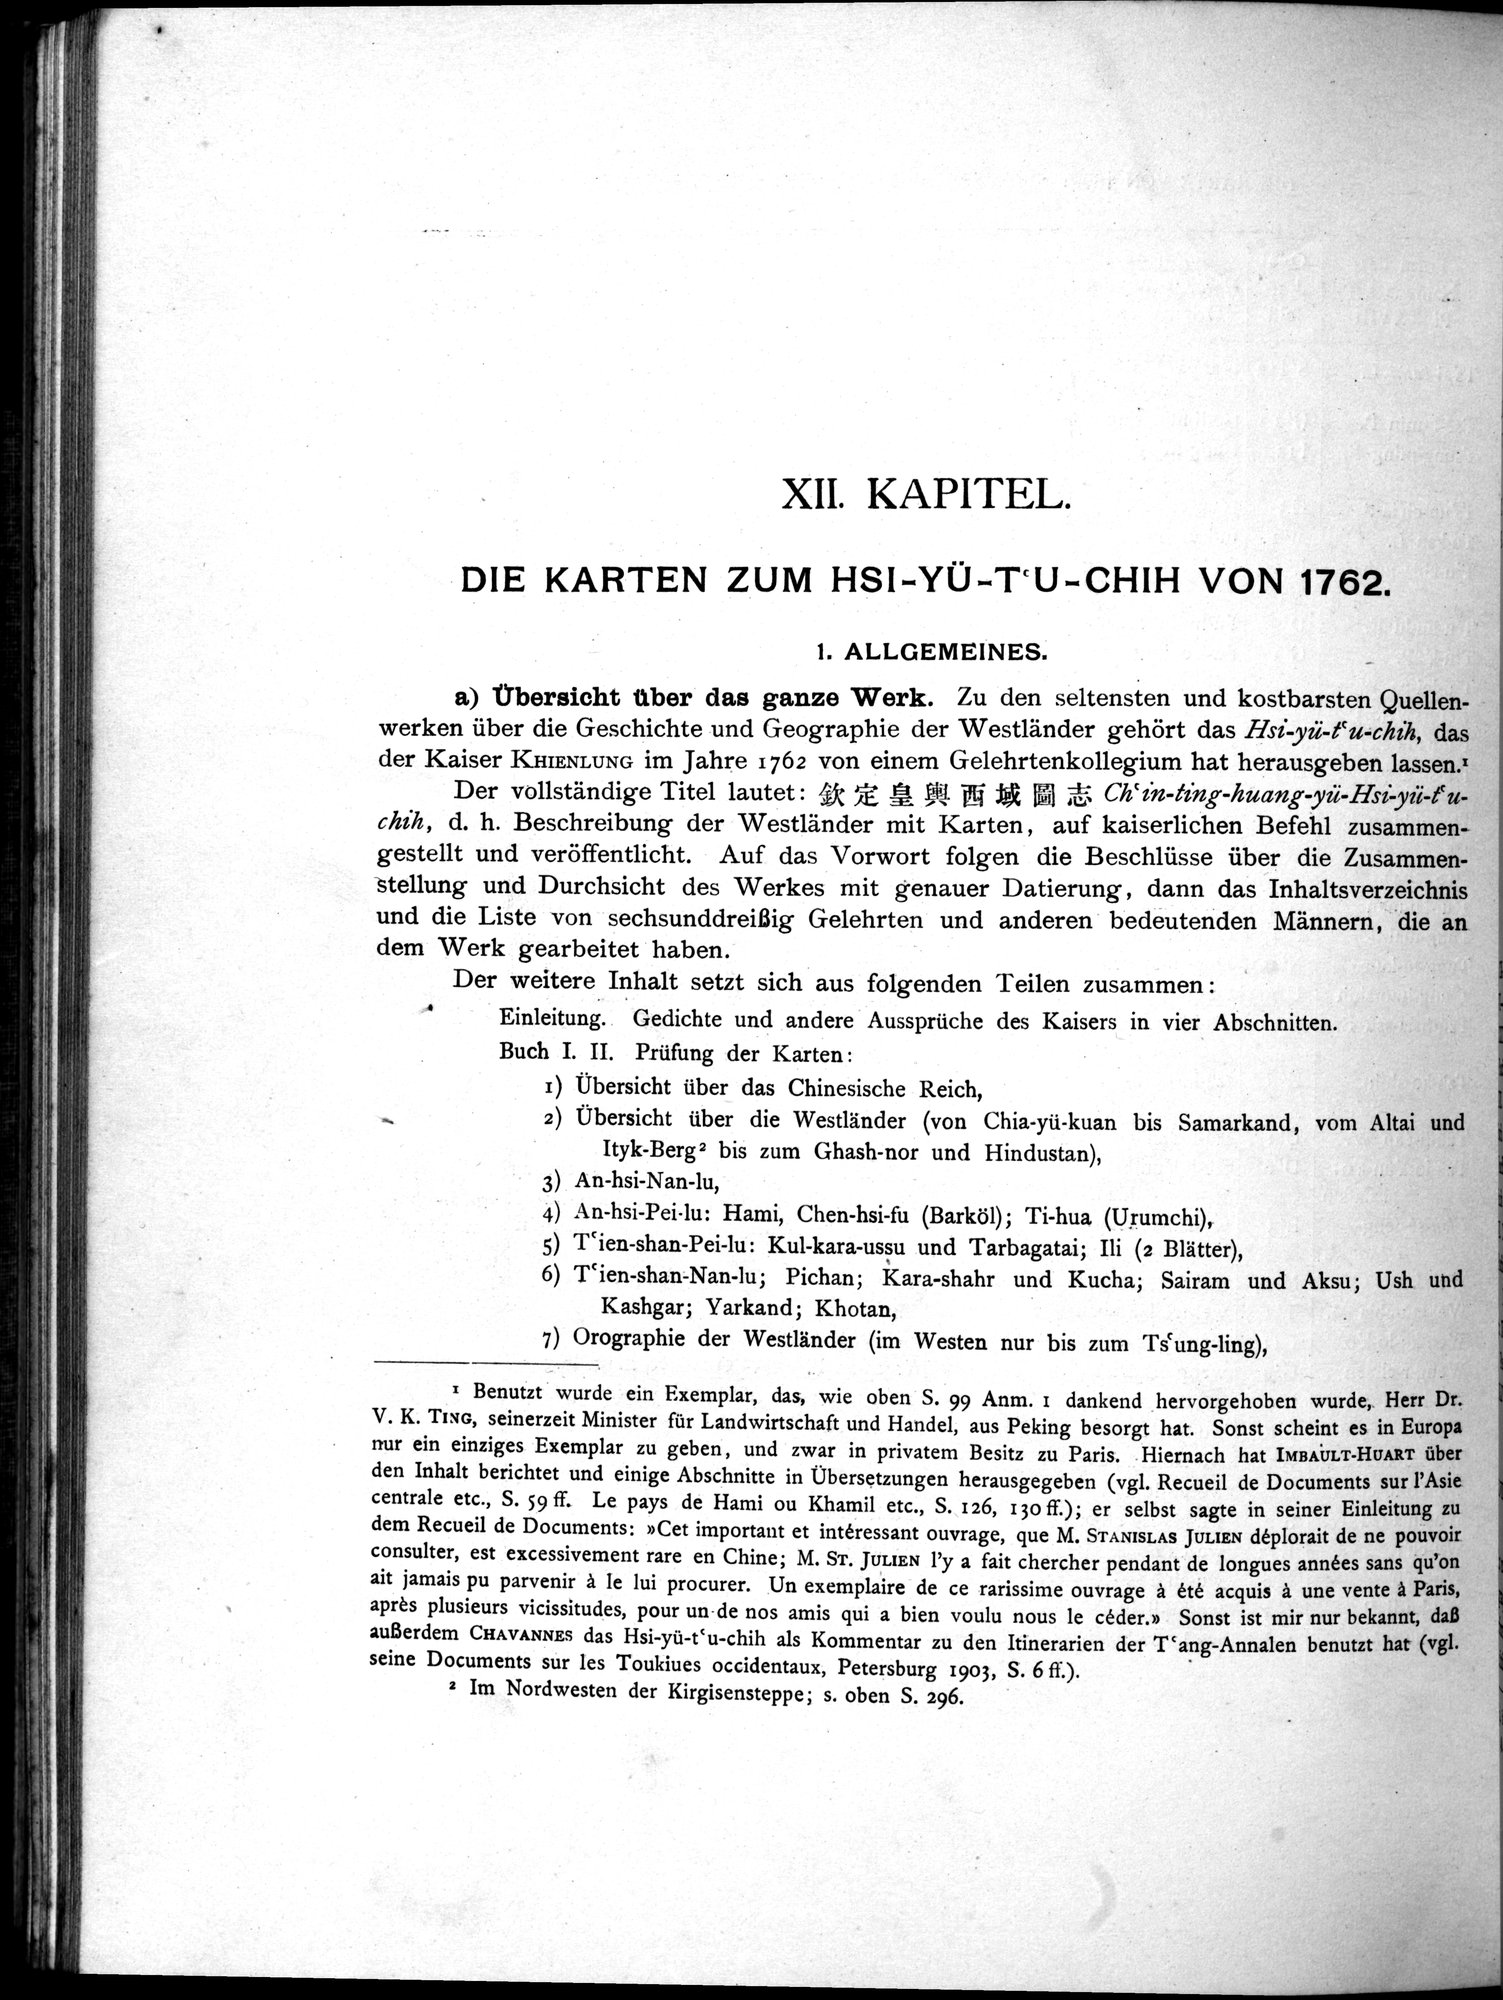 XII. KAPITEL.
DIE KARTEN ZUM HSI-YÜ-TʿU-CHIH VON 1762.
1. ALLGEMEINES.
a) Übersicht über das ganze Werk. Zu den seltensten und kostbarsten Quellen-
werken über die Geschichte und Geographie der Westländer gehört das Hsi-yü-tʿu-chih, das
der Kaiser KHIENLUNG im Jahre 1762 von einem Gelehrtenkollegium hat herausgeben lassen.¹
Der vollständige Titel lautet: 欽定皇輿西域圖志 Chʿin-ting-huang-yü-Hsi-yü-tʿu-
chih, d. h. Beschreibung der Westländer mit Karten, auf kaiserlichen Befehl zusammen-
gestellt und veröffentlicht. Auf das Vorwort folgen die Beschlüsse über die Zusammen-
stellung und Durchsicht des Werkes mit genauer Datierung, dann das Inhaltsverzeichnis
und die Liste von sechsunddreißig Gelehrten und anderen bedeutenden Männern, die an
dem Werk gearbeitet haben.
Der weitere Inhalt setzt sich aus folgenden Teilen zusammen:
Einleitung. Gedichte und andere Aussprüche des Kaisers in vier Abschnitten.
Buch I. II. Prüfung der Karten:
1) Übersicht über das Chinesische Reich,
2) Übersicht über die Westländer (von Chia-yü-kuan bis Samarkand, vom Altai und
Ityk-Berg² bis zum Ghash-nor und Hindustan),
3) An-hsi-Nan-lu,
4) An-hsi-Pei-lu: Hami, Chen-hsi-fu (Barköl); Ti-hua (Urumchi),
5) Tʿien-shan-Pei-lu: Kul-kara-ussu und Tarbagatai; Ili (2 Blätter),
6) Tʿien-shan-Nan-lu; Pichan; Kara-shahr und Kucha; Sairam und Aksu; Ush und
Kashgar; Yarkand; Khotan,
7) Orographie der Westländer (im Westen nur bis zum Tsʿung-ling),
¹ Benutzt wurde ein Exemplar, das, wie oben S. 99 Anm. 1 dankend hervorgehoben wurde, Herr Dr.
V. K. TING, seinerzeit Minister für Landwirtschaft und Handel, aus Peking besorgt hat. Sonst scheint es in Europa
nur ein einziges Exemplar zu geben, und zwar in privatem Besitz zu Paris. Hiernach hat IMBAULT-HUART über
den Inhalt berichtet und einige Abschnitte in Übersetzungen herausgegeben (vgl. Recueil de Documents sur l'Asie
centrale etc., S. 59 ff. Le pays de Hami ou Khamil etc., S. 126, 130 ff.); er selbst sagte in seiner Einleitung zu
dem Recueil de Documents: »Cet important et intéressant ouvrage, que M. STANISLAS JULIEN déplorait de ne pouvoir
consulter, est excessivement rare en Chine; M. ST. JULIEN l'y a fait chercher pendant de longues années sans qu'on
ait jamais pu parvenir à le lui procurer. Un exemplaire de ce rarissime ouvrage à été acquis à une vente à Paris,
après plusieurs vicissitudes, pour un de nos amis qui a bien voulu nous le céder.» Sonst ist mir nur bekannt, daß
außerdem CHAVANNES das Hsi-yü-tʿu-chih als Kommentar zu den Itinerarien der Tʿang-Annalen benutzt hat (vgl.
seine Documents sur les Toukiues occidentaux, Petersburg 1903, S. 6 ff.).
² Im Nordwesten der Kirgisensteppe; s. oben S. 296.